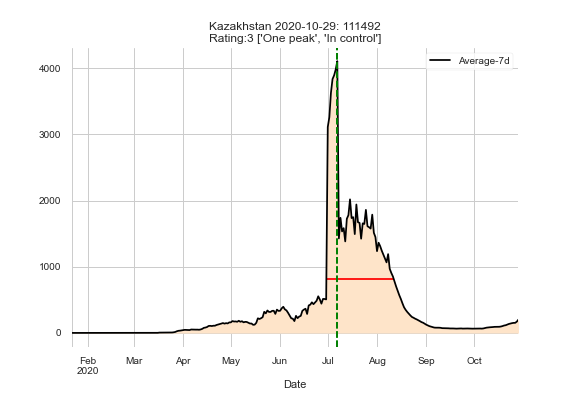 Kazakhstan 2020-10-29: 111492
Rating:3 ['One peak', 'In control']
Average-7d
4000
3000
2000
1000
0
Feb Mar Apr May Jun Jul Aug Sep Oct
2020
Date